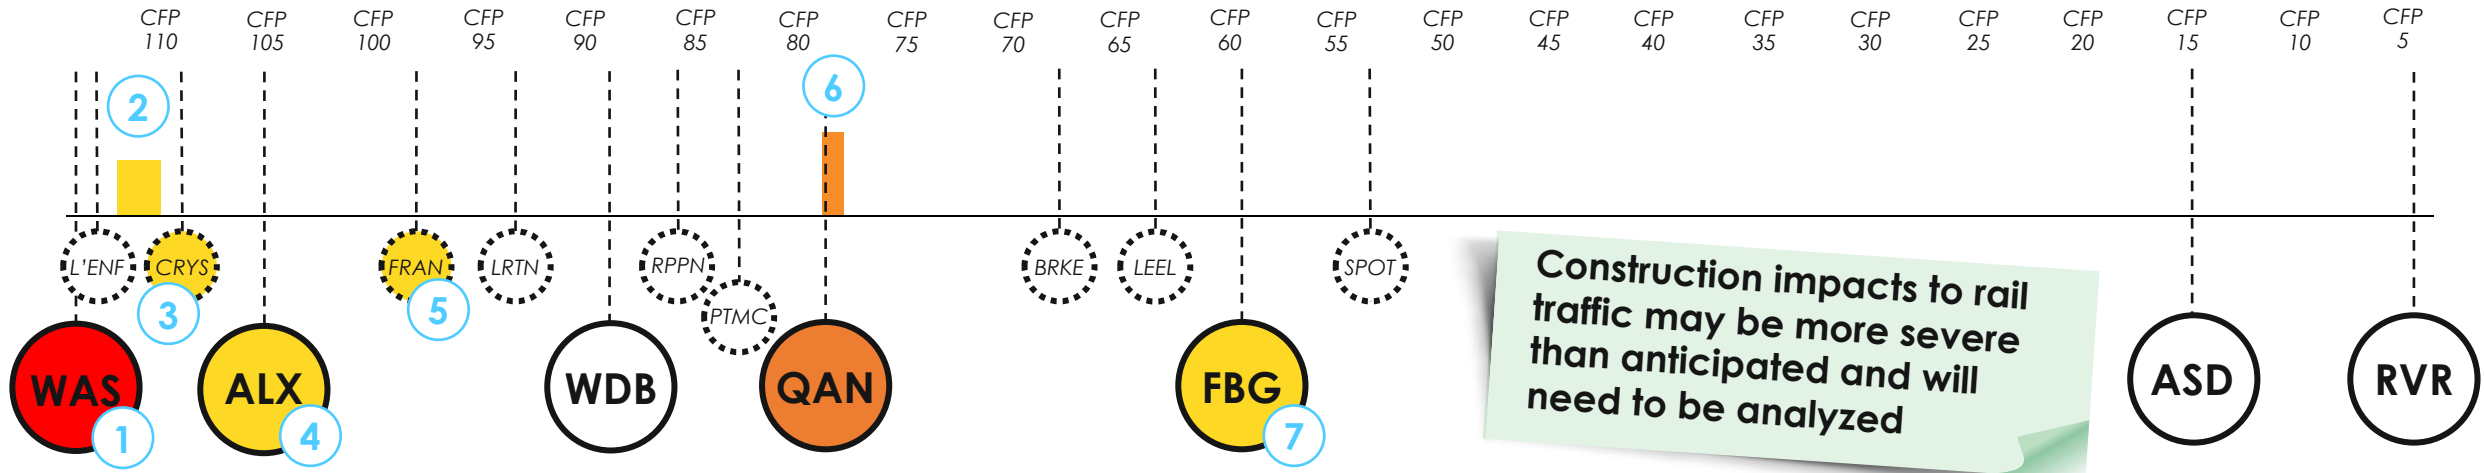 CFP 110
CFP 105
CFP 100
CFP 95
CFP 90
CFP 85
CFP 80
CFP 75
CFP 70
CFP 65
CFP 60
CFP 55
CFP 50
CFP 45
CFP 40
CFP 35
CFP 30
CFP 25
CFP 20
CFP 15
CFP 10
CFP 5
2
6
L'ENF
CRYS
FRAN
LRTN
RPPN
PTMC
BRKE
LEEL
SPOT
3
5
WAS
ALX
WDB
QAN
FBG
ASD
RVR
1
4
7
Construction impacts to rail
traffic may be more severe
than anticipated and will
need to be analyzed